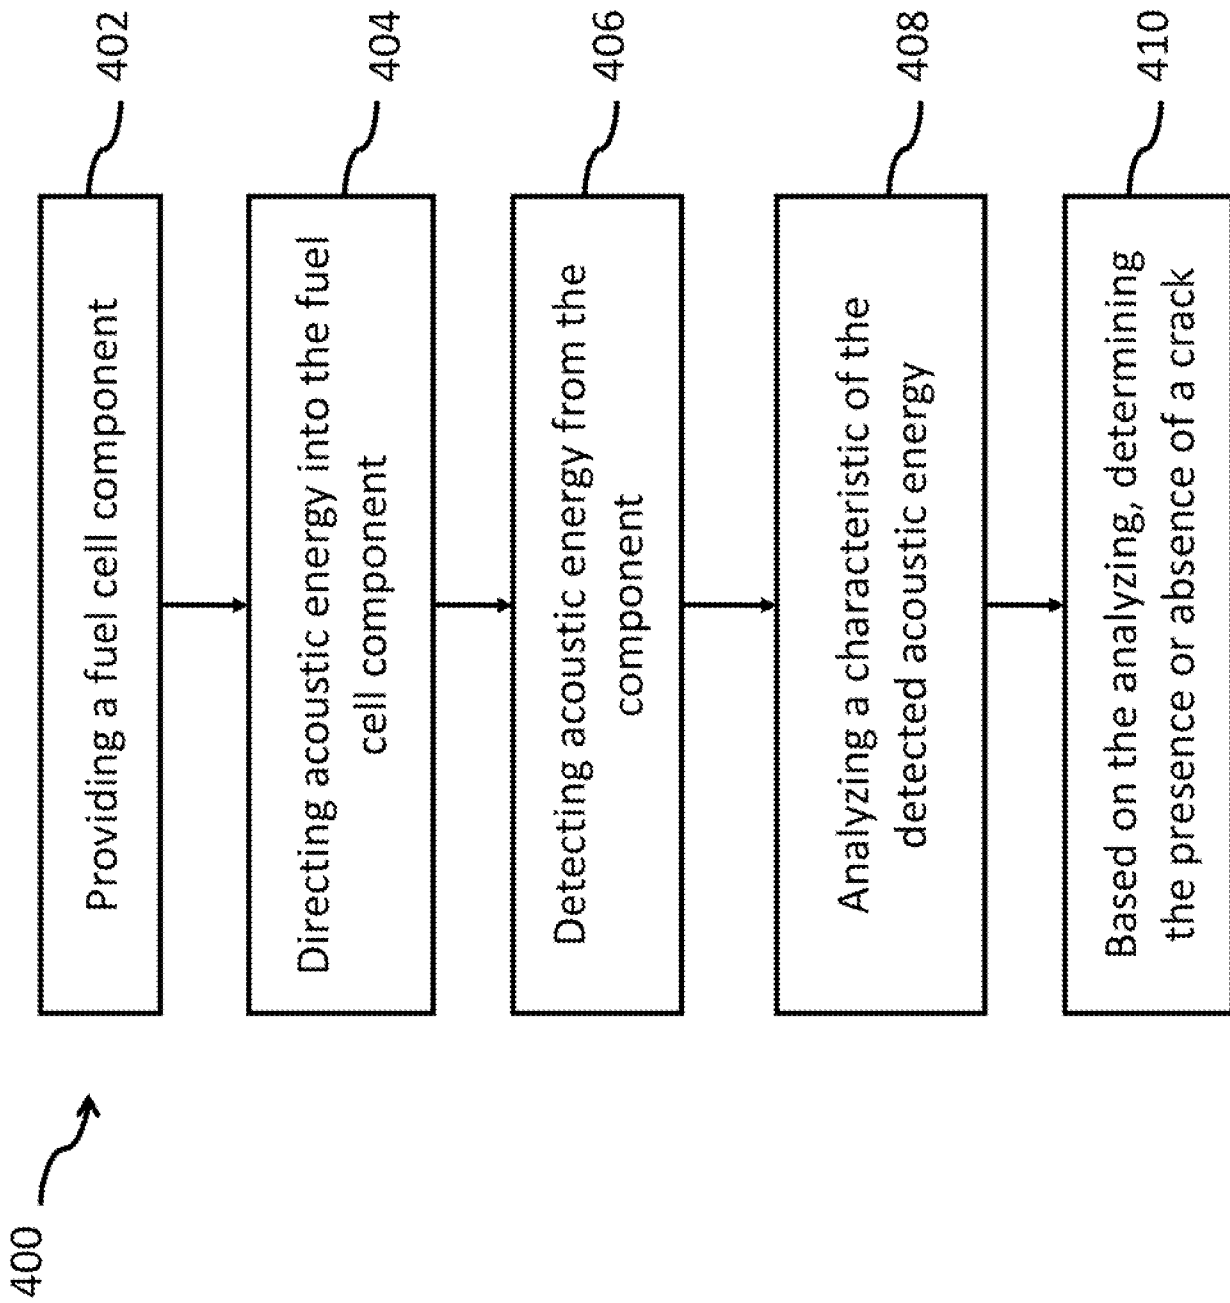 400
Providing a fuel cell component
402
Directing acoustic energy into the fuel
cell component
404
Detecting acoustic energy from the
component
406
Analyzing a characteristic of the
detected acoustic energy
408
Based on the analyzing, determining
the presence or absence of a crack
410